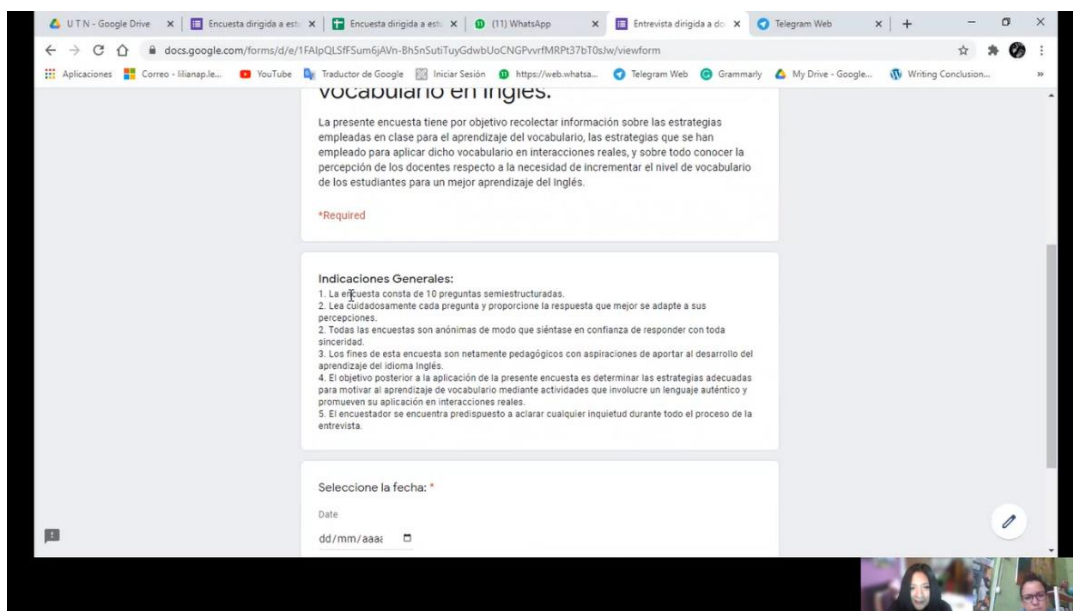 U T N - Google Drive
Encuesta dirigida a est
Encuesta dirigida a est
(11) WhatsApp
Entrevista dirigida a do
Telegram Web
docs.google.com/forms/d/e/
/viewform
Aplicaciones
Correo - lilianap.le...
YouTube
Traductor de Google
Iniciar Sesión
https://web.whatsa...
Telegram Web
Grammarly
My Drive - Google...
Writing Conclusion...
vocabulario en inglés.
La presente encuesta tiene por objetivo recolectar información sobre las estrategias
empleadas en clase para el aprendizaje del vocabulario, las estrategias que se han
empleado para aplicar dicho vocabulario en interacciones reales, y sobre todo conocer la
percepción de los docentes respecto a la necesidad de incrementar el nivel de vocabulario
de los estudiantes para un mejor aprendizaje del Inglés.
*Required
Indicaciones Generales:
1. La encuesta consta de 10 preguntas semiestructuradas.
2. Lea cuidadosamente cada pregunta y proporcione la respuesta que mejor se adapte a sus
percepciones.
2. Todas las encuestas son anónimas de modo que siéntase en confianza de responder con toda
sinceridad.
3. Los fines de esta encuesta son netamente pedagógicos con aspiraciones de aportar al desarrollo del
aprendizaje del idioma Inglés.
4. El objetivo posterior a la aplicación de la presente encuesta es determinar las estrategias adecuadas
para motivar al aprendizaje de vocabulario mediante actividades que involucre un lenguaje auténtico y
promueven su aplicación en interacciones reales.
5. El encuestador se encuentra predispuesto a aclarar cualquier inquietud durante todo el proceso de la
entrevista.
Seleccione la fecha: *
Date
dd/mm/aaaa